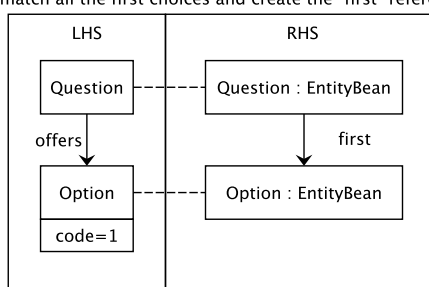 match all the first choices and create the "first"
LHS RHS
Question Question : EntityBean
offers first
Option Option : EntityBean
code=1